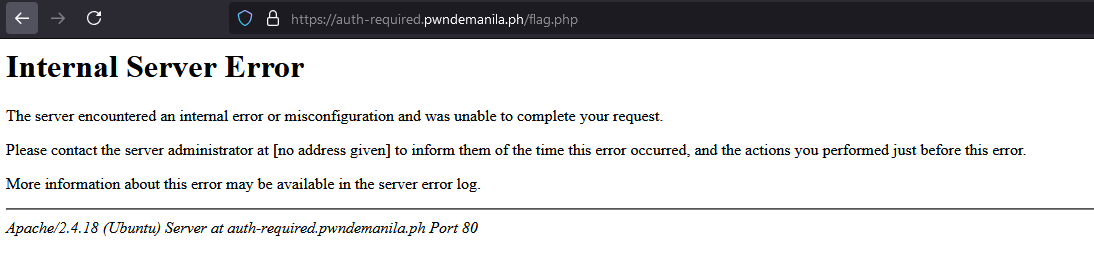 https://auth-required.pwndemanila.ph/flag.php
Internal Server Error
The server encountered an internal error or misconfiguration and was unable to complete your request.
Please contact the server administrator at [no address given] to inform them of the time this error occurred, and the actions you performed just before this error.
More information about this error may be available in the server error log.
Apache/2.4.18 (Ubuntu) Server at auth-required.pwndemanila.ph Port 80